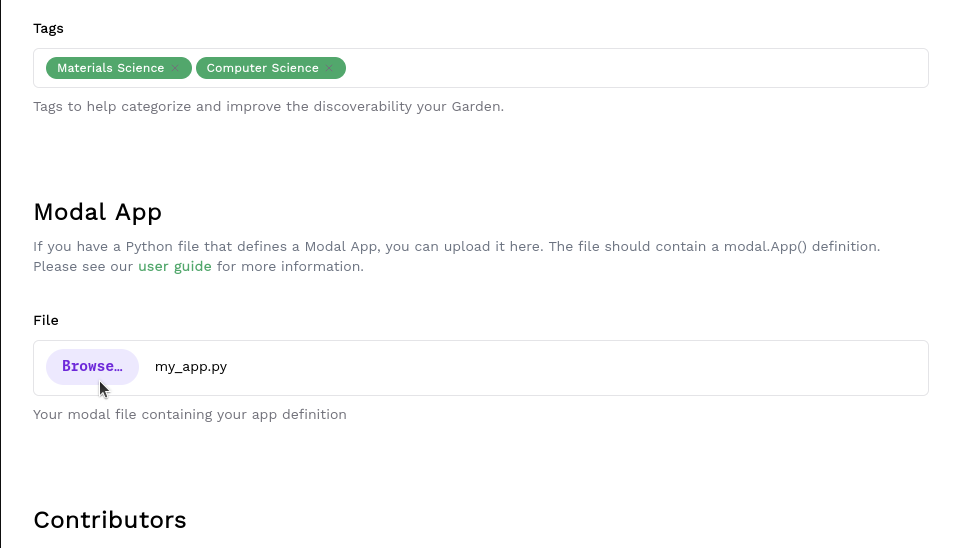 Tags
Materials Science × Computer Science ×
Tags to help categorize and improve the discoverability your Garden.
Modal App
If you have a Python file that defines a Modal App, you can upload it here. The file should contain a modal.App() definition.
Please see our user guide for more information.
File
Browse… my_app.py
Your modal file containing your app definition
Contributors